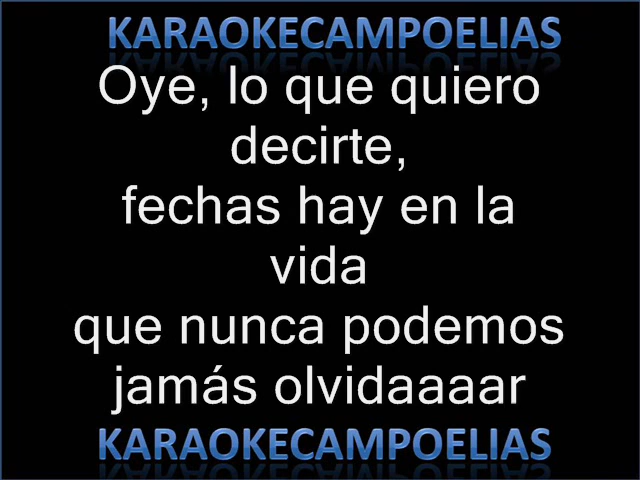 KARAOKECAMPOELIAS
Oye, lo que quiero
decirte,
fechas hay en la
vida
que nunca podemos
jamás olvidaaaar
KARAOKECAMPOELIAS